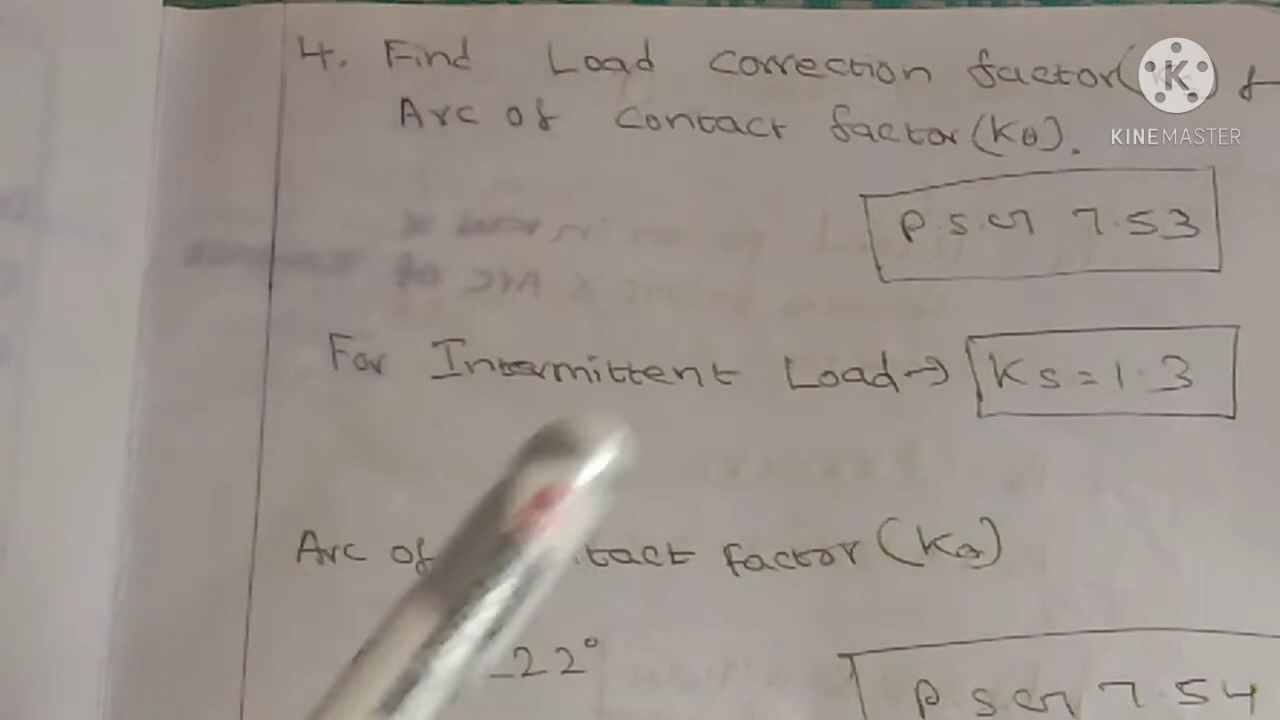 4. Find Load correction factor( ) &
Arc of contact factor (Kθ).
P.S.G 7.53
For Intermittent Load → Ks = 1.3
Arc of factor (Kθ)
22°
P.S.G 7.54
K
KINEMASTER